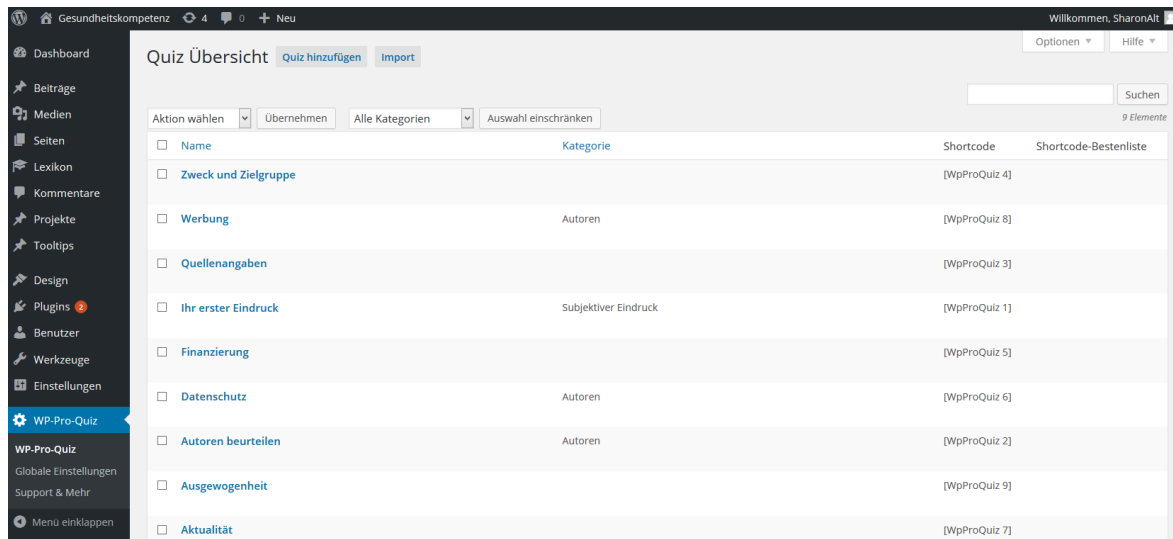 Gesundheitskompetenz 4 0 + Neu Willkommen, SharonAlt
Dashboard
Beiträge
Medien
Seiten
Lexikon
Kommentare
Projekte
Tooltips
Design
Plugins 2
Benutzer
Werkzeuge
Einstellungen
WP-Pro-Quiz
WP-Pro-Quiz
Globale Einstellungen
Support & Mehr
Menü einklappen
Optionen Hilfe
Quiz Übersicht Quiz hinzufügen Import
Suchen
Aktion wählen Übernehmen Alle Kategorien Auswahl einschränken 9 Elemente
Name Kategorie Shortcode Shortcode-Bestenliste
Zweck und Zielgruppe [WpProQuiz 4]
Werbung Autoren [WpProQuiz 8]
Quellenangaben [WpProQuiz 3]
Ihr erster Eindruck Subjektiver Eindruck [WpProQuiz 1]
Finanzierung [WpProQuiz 5]
Datenschutz Autoren [WpProQuiz 6]
Autoren beurteilen Autoren [WpProQuiz 2]
Ausgewogenheit [WpProQuiz 9]
Aktualität [WpProQuiz 7]